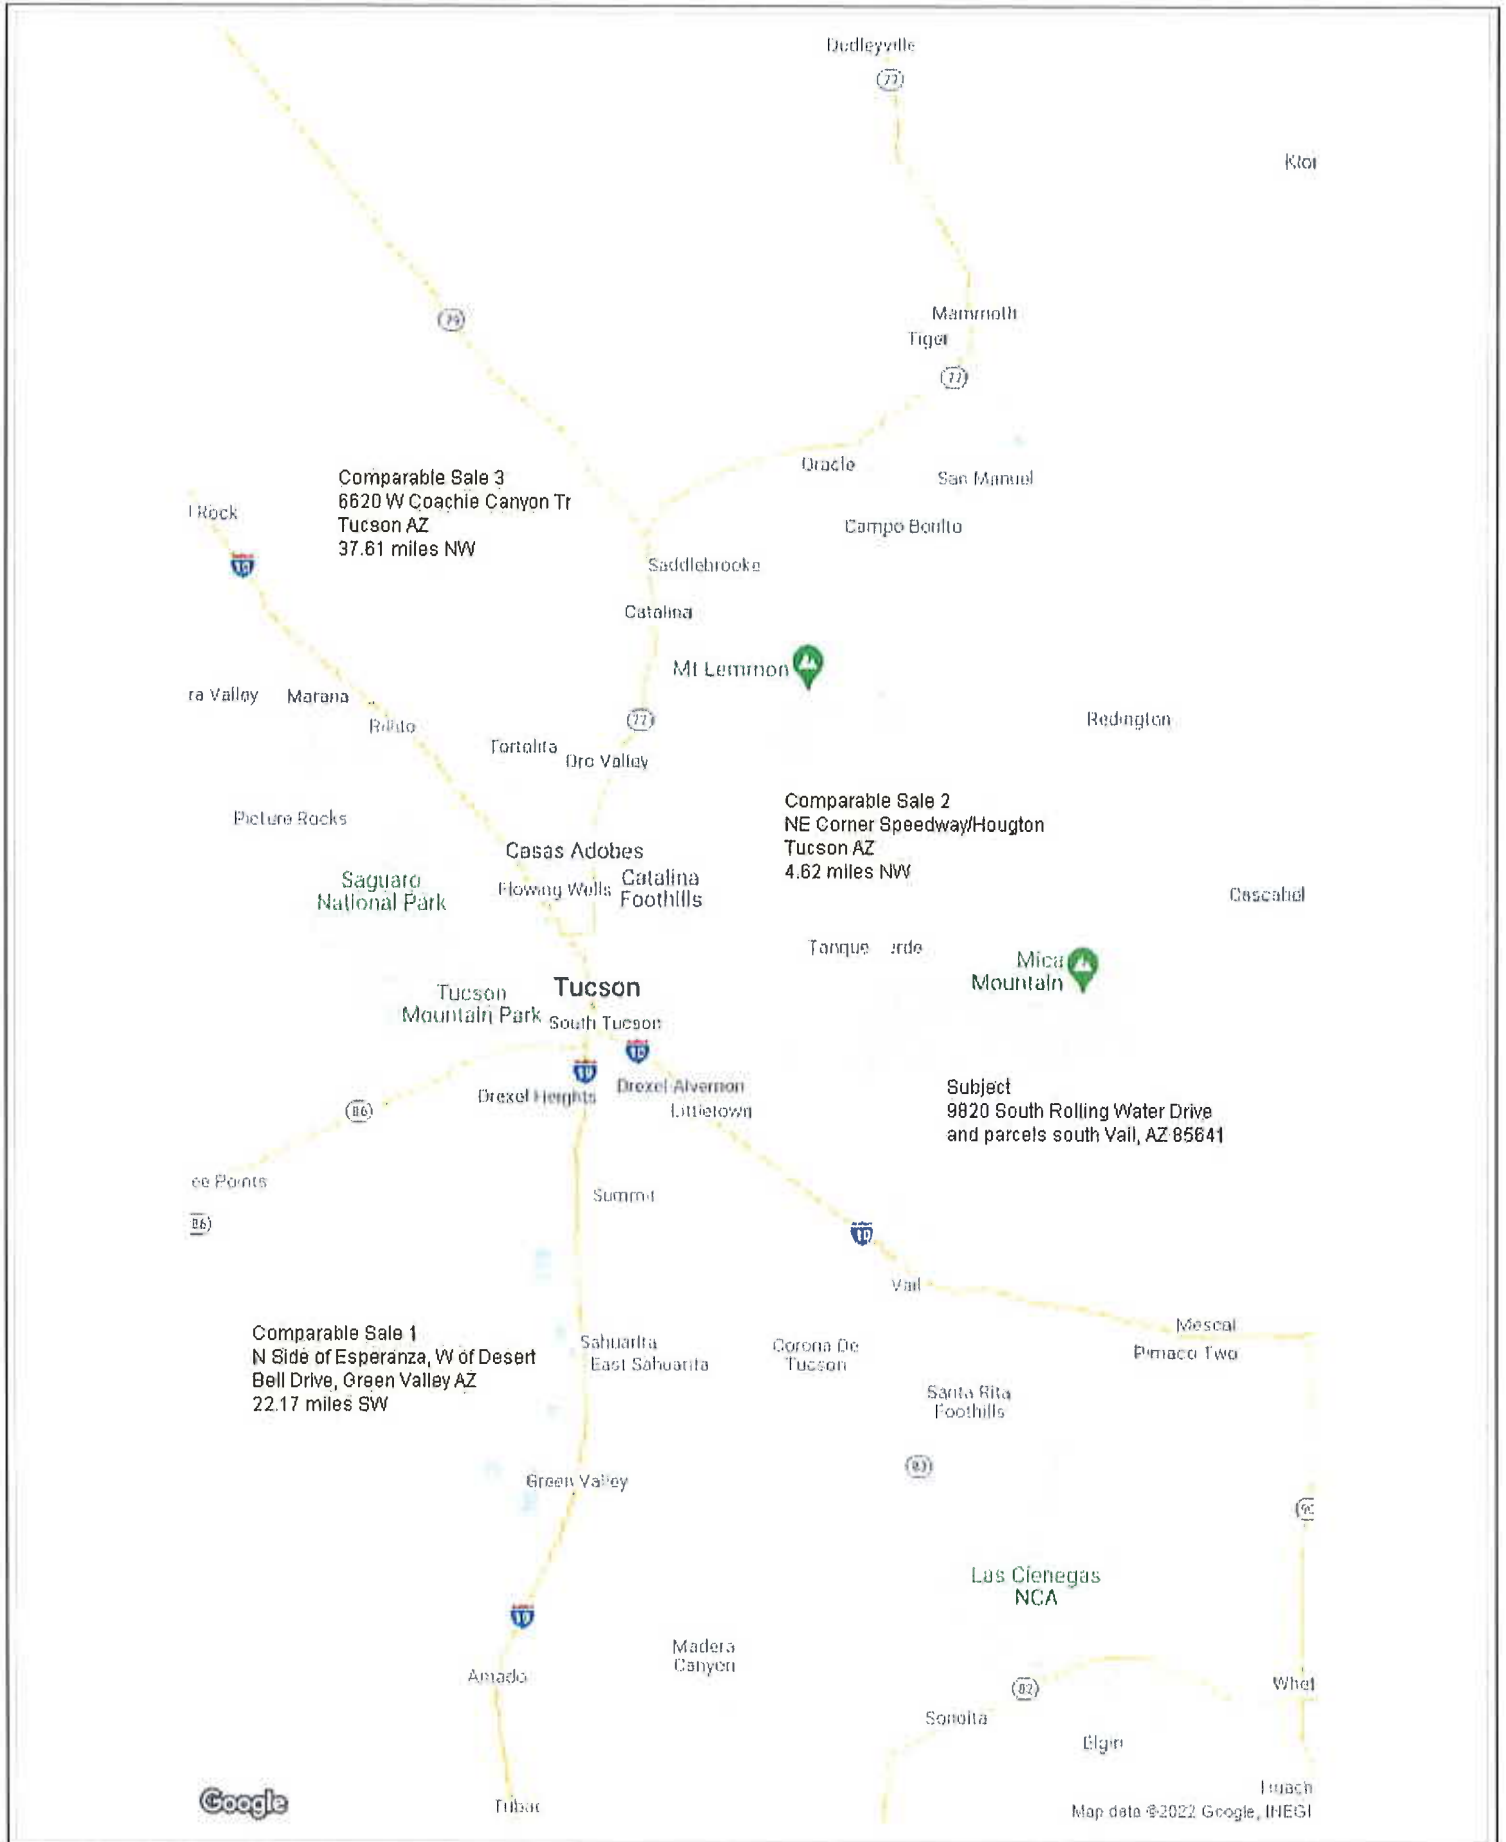 Dudleyville
77
79
Mammoth
Tiger
77
Comparable Sale 3
6620 W Coachie Canyon Tr
Tucson AZ
37.61 miles NW
Oracle
San Manuel
Rock
10
Campo Bonito
Saddlebrooke
Catalina
Mt Lemmon
ra Valley
Marana
Rillito
77
Redington
Tortolita
Oro Valley
Comparable Sale 2
NE Corner Speedway/Hougton
Tucson AZ
4.62 miles NW
Picture Rocks
Casas Adobes
Saguaro
National Park
Flowing Wells
Catalina
Foothills
Cascabel
Tanque erde
Mica
Mountain
Tucson
Tucson
Mountain Park
South Tucson
10
19
Drexel Heights
Drexel-Alvernon
Littletown
86
Subject
9820 South Rolling Water Drive
and parcels south Vail, AZ 85641
ee Points
86
Summit
10
Vail
Comparable Sale 1
N Side of Esperanza, W of Desert
Bell Drive, Green Valley AZ
22.17 miles SW
Sahuarita
East Sahuarita
Corona De
Tucson
Mescal
Pimaco Two
Santa Rita
Foothills
83
Green Valley
Las Cienegas
NCA
19
Madera
Canyon
Amado
82
Whet
Sonoita
Elgin
Huach
Google
Tubac
Map data ©2022 Google, INEGI